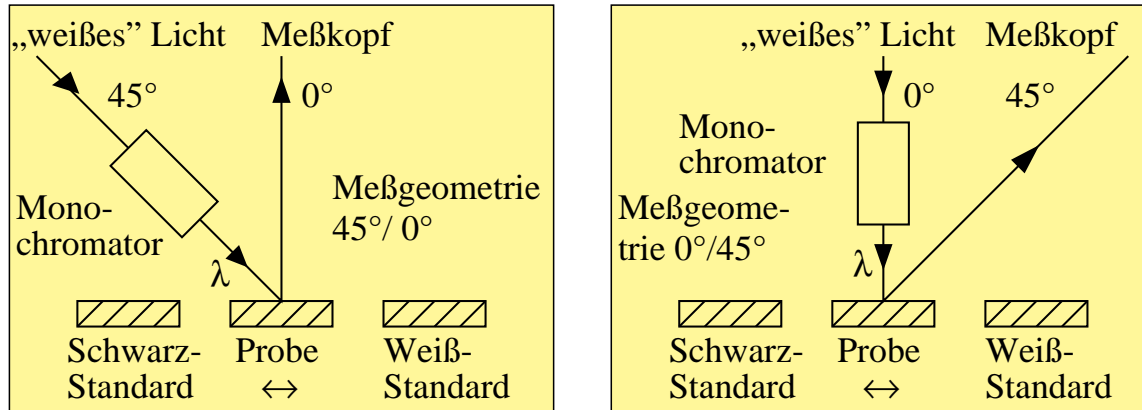 „weißes” Licht Meßkopf
45° 0°
Meßgeometrie
45°/ 0°
Mono-
chromator
λ
Schwarz-
Standard
Probe
↔
Weiß-
Standard
„weißes” Licht Meßkopf
0° 45°
Mono-
chromator
Meßgeome-
trie 0°/45°
λ
Schwarz-
Standard
Probe
↔
Weiß-
Standard